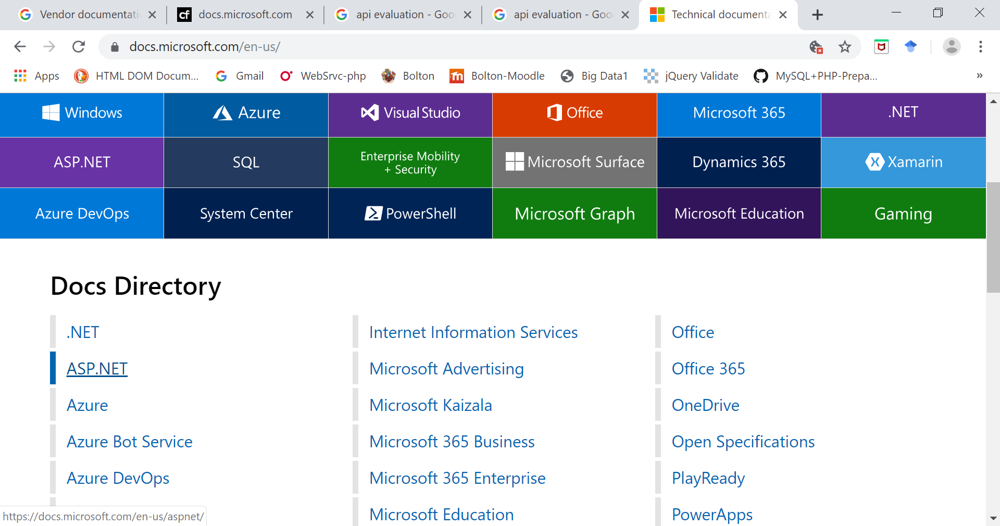 Vendor documentati
docs.microsoft.com
api evaluation - Goo
api evaluation - Goo
Technical documenta
docs.microsoft.com/en-us/
Apps
HTML DOM Docum...
Gmail
WebSrvc-php
Bolton
Bolton-Moodle
Big Data1
jQuery Validate
MySQL+PHP-Prepa...
»
Windows
Azure
Visual Studio
Office
Microsoft 365
.NET
ASP.NET
SQL
Enterprise Mobility
+ Security
Microsoft Surface
Dynamics 365
Xamarin
Azure DevOps
System Center
PowerShell
Microsoft Graph
Microsoft Education
Gaming
Docs Directory
.NET
ASP.NET
Azure
Azure Bot Service
Azure DevOps
Internet Information Services
Microsoft Advertising
Microsoft Kaizala
Microsoft 365 Business
Microsoft 365 Enterprise
Microsoft Education
Office
Office 365
OneDrive
Open Specifications
PlayReady
PowerApps
https://docs.microsoft.com/en-us/aspnet/